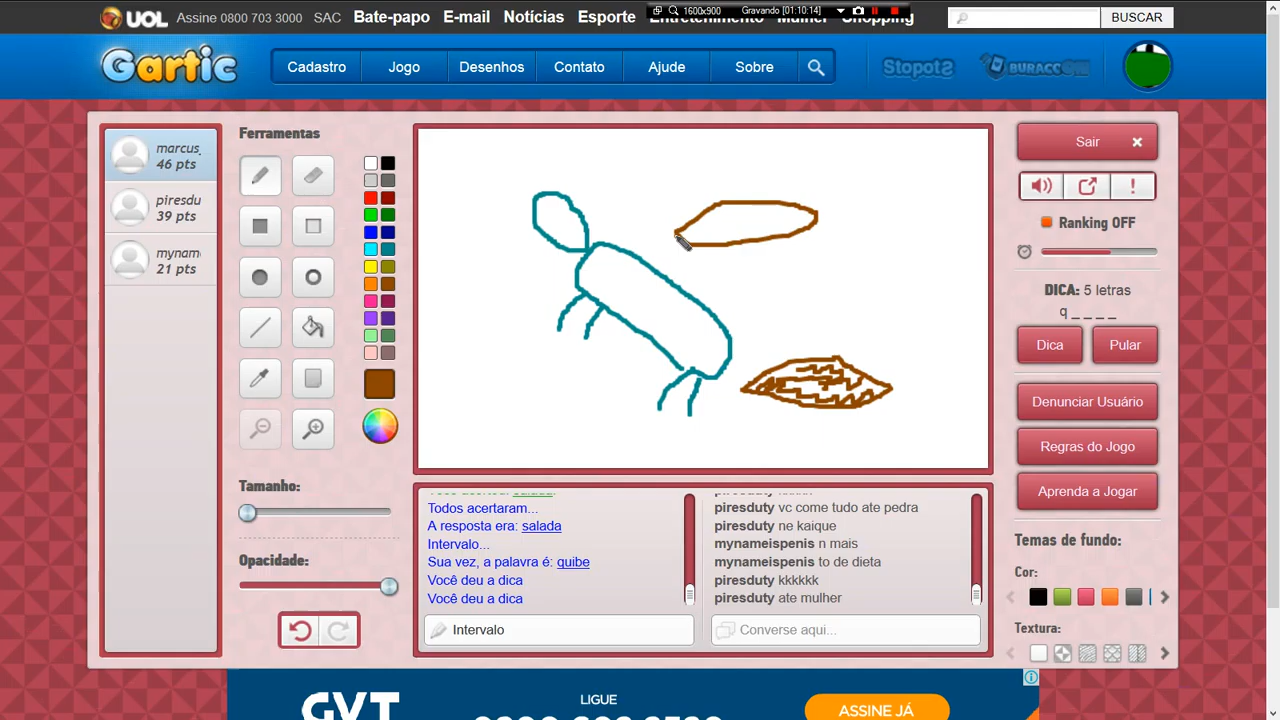 UOL Assine 0800 703 3000 SAC Bate-papo E-mail Notícias Esporte Entretenimento Mulher Shopping BUSCAR
1600x900 Gravando [01:10:14]
Gartic Cadastro Jogo Desenhos Contato Ajude Sobre StopotS BURACO
marcus_
46 pts
piresdu
39 pts
mynam
21 pts
Ferramentas
Tamanho:
Opacidade:
Sair ×
!
Ranking OFF
DICA: 5 letras
q _ _ _ _
Dica Pular
Denunciar Usuário
Regras do Jogo
Aprenda a Jogar
Temas de fundo:
Cor:
Textura:
Todos acertaram...
A resposta era: salada
Intervalo...
Sua vez, a palavra é: quibe
Você deu a dica
Você deu a dica
Intervalo
piresduty vc come tudo ate pedra
piresduty ne kaique
mynameispenis n mais
mynameispenis to de dieta
piresduty kkkkkk
piresduty ate mulher
Converse aqui...
GVT LIGUE ASSINE JÁ